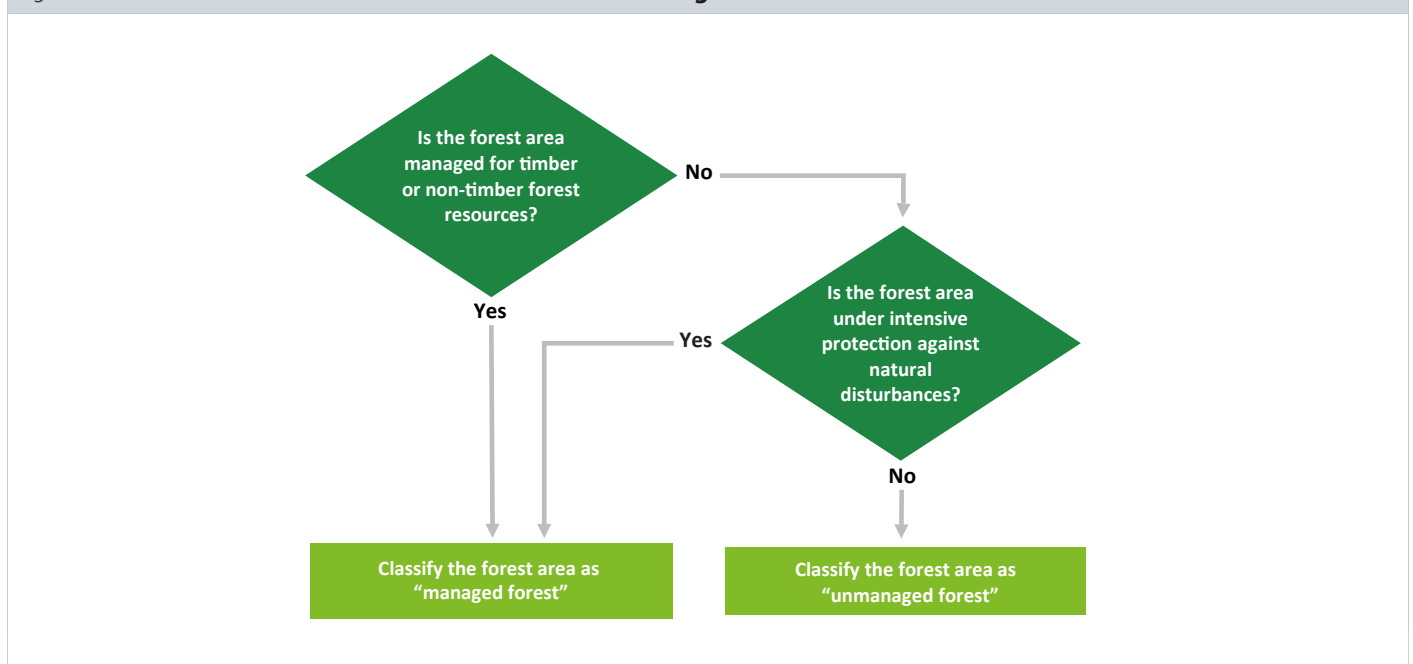 Is the forest area
managed for timber
or non-timber forest
resources?
No
Yes
Is the forest area
under intensive
protection against
natural
disturbances?
Yes
No
Classify the forest area as
“managed forest”
Classify the forest area as
“unmanaged forest”